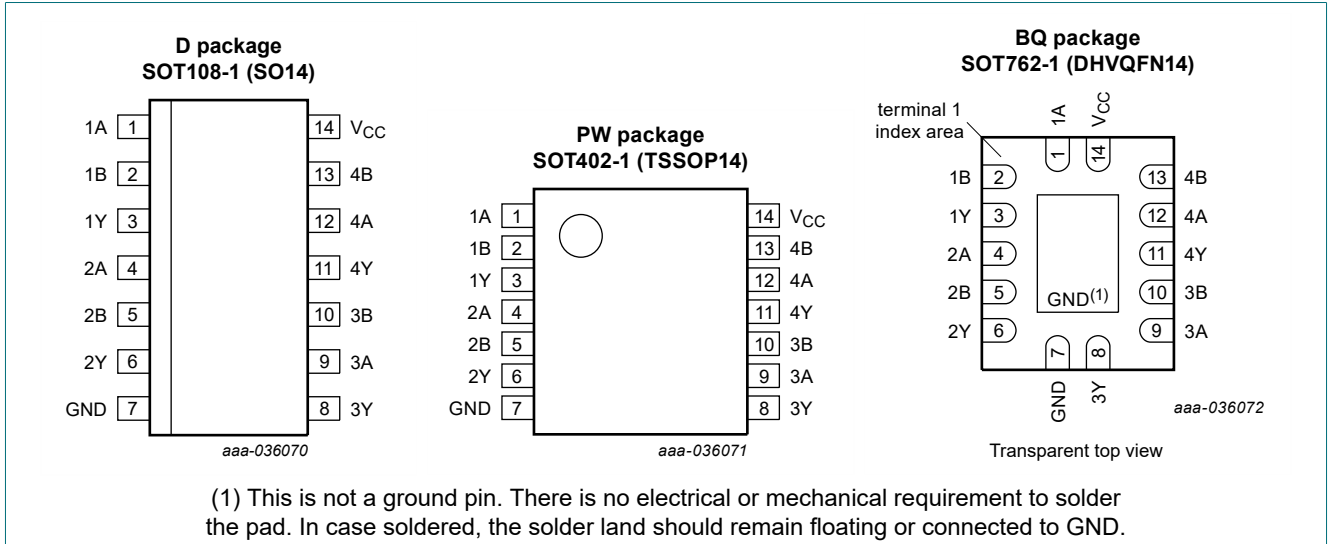 D package
SOT108-1 (SO14)
1A 1
1B 2
1Y 3
2A 4
2B 5
2Y 6
GND 7
14 VCC
13 4B
12 4A
11 4Y
10 3B
9 3A
8 3Y
aaa-036070
PW package
SOT402-1 (TSSOP14)
1A 1
1B 2
1Y 3
2A 4
2B 5
2Y 6
GND 7
14 VCC
13 4B
12 4A
11 4Y
10 3B
9 3A
8 3Y
aaa-036071
BQ package
SOT762-1 (DHVQFN14)
terminal 1
index area
1A
VCC
1
14
1B 2
1Y 3
2A 4
2B 5
2Y 6
13 4B
12 4A
11 4Y
10 3B
9 3A
GND(1)
7
8
GND
3Y
aaa-036072
Transparent top view
(1) This is not a ground pin. There is no electrical or mechanical requirement to solder
the pad. In case soldered, the solder land should remain floating or connected to GND.